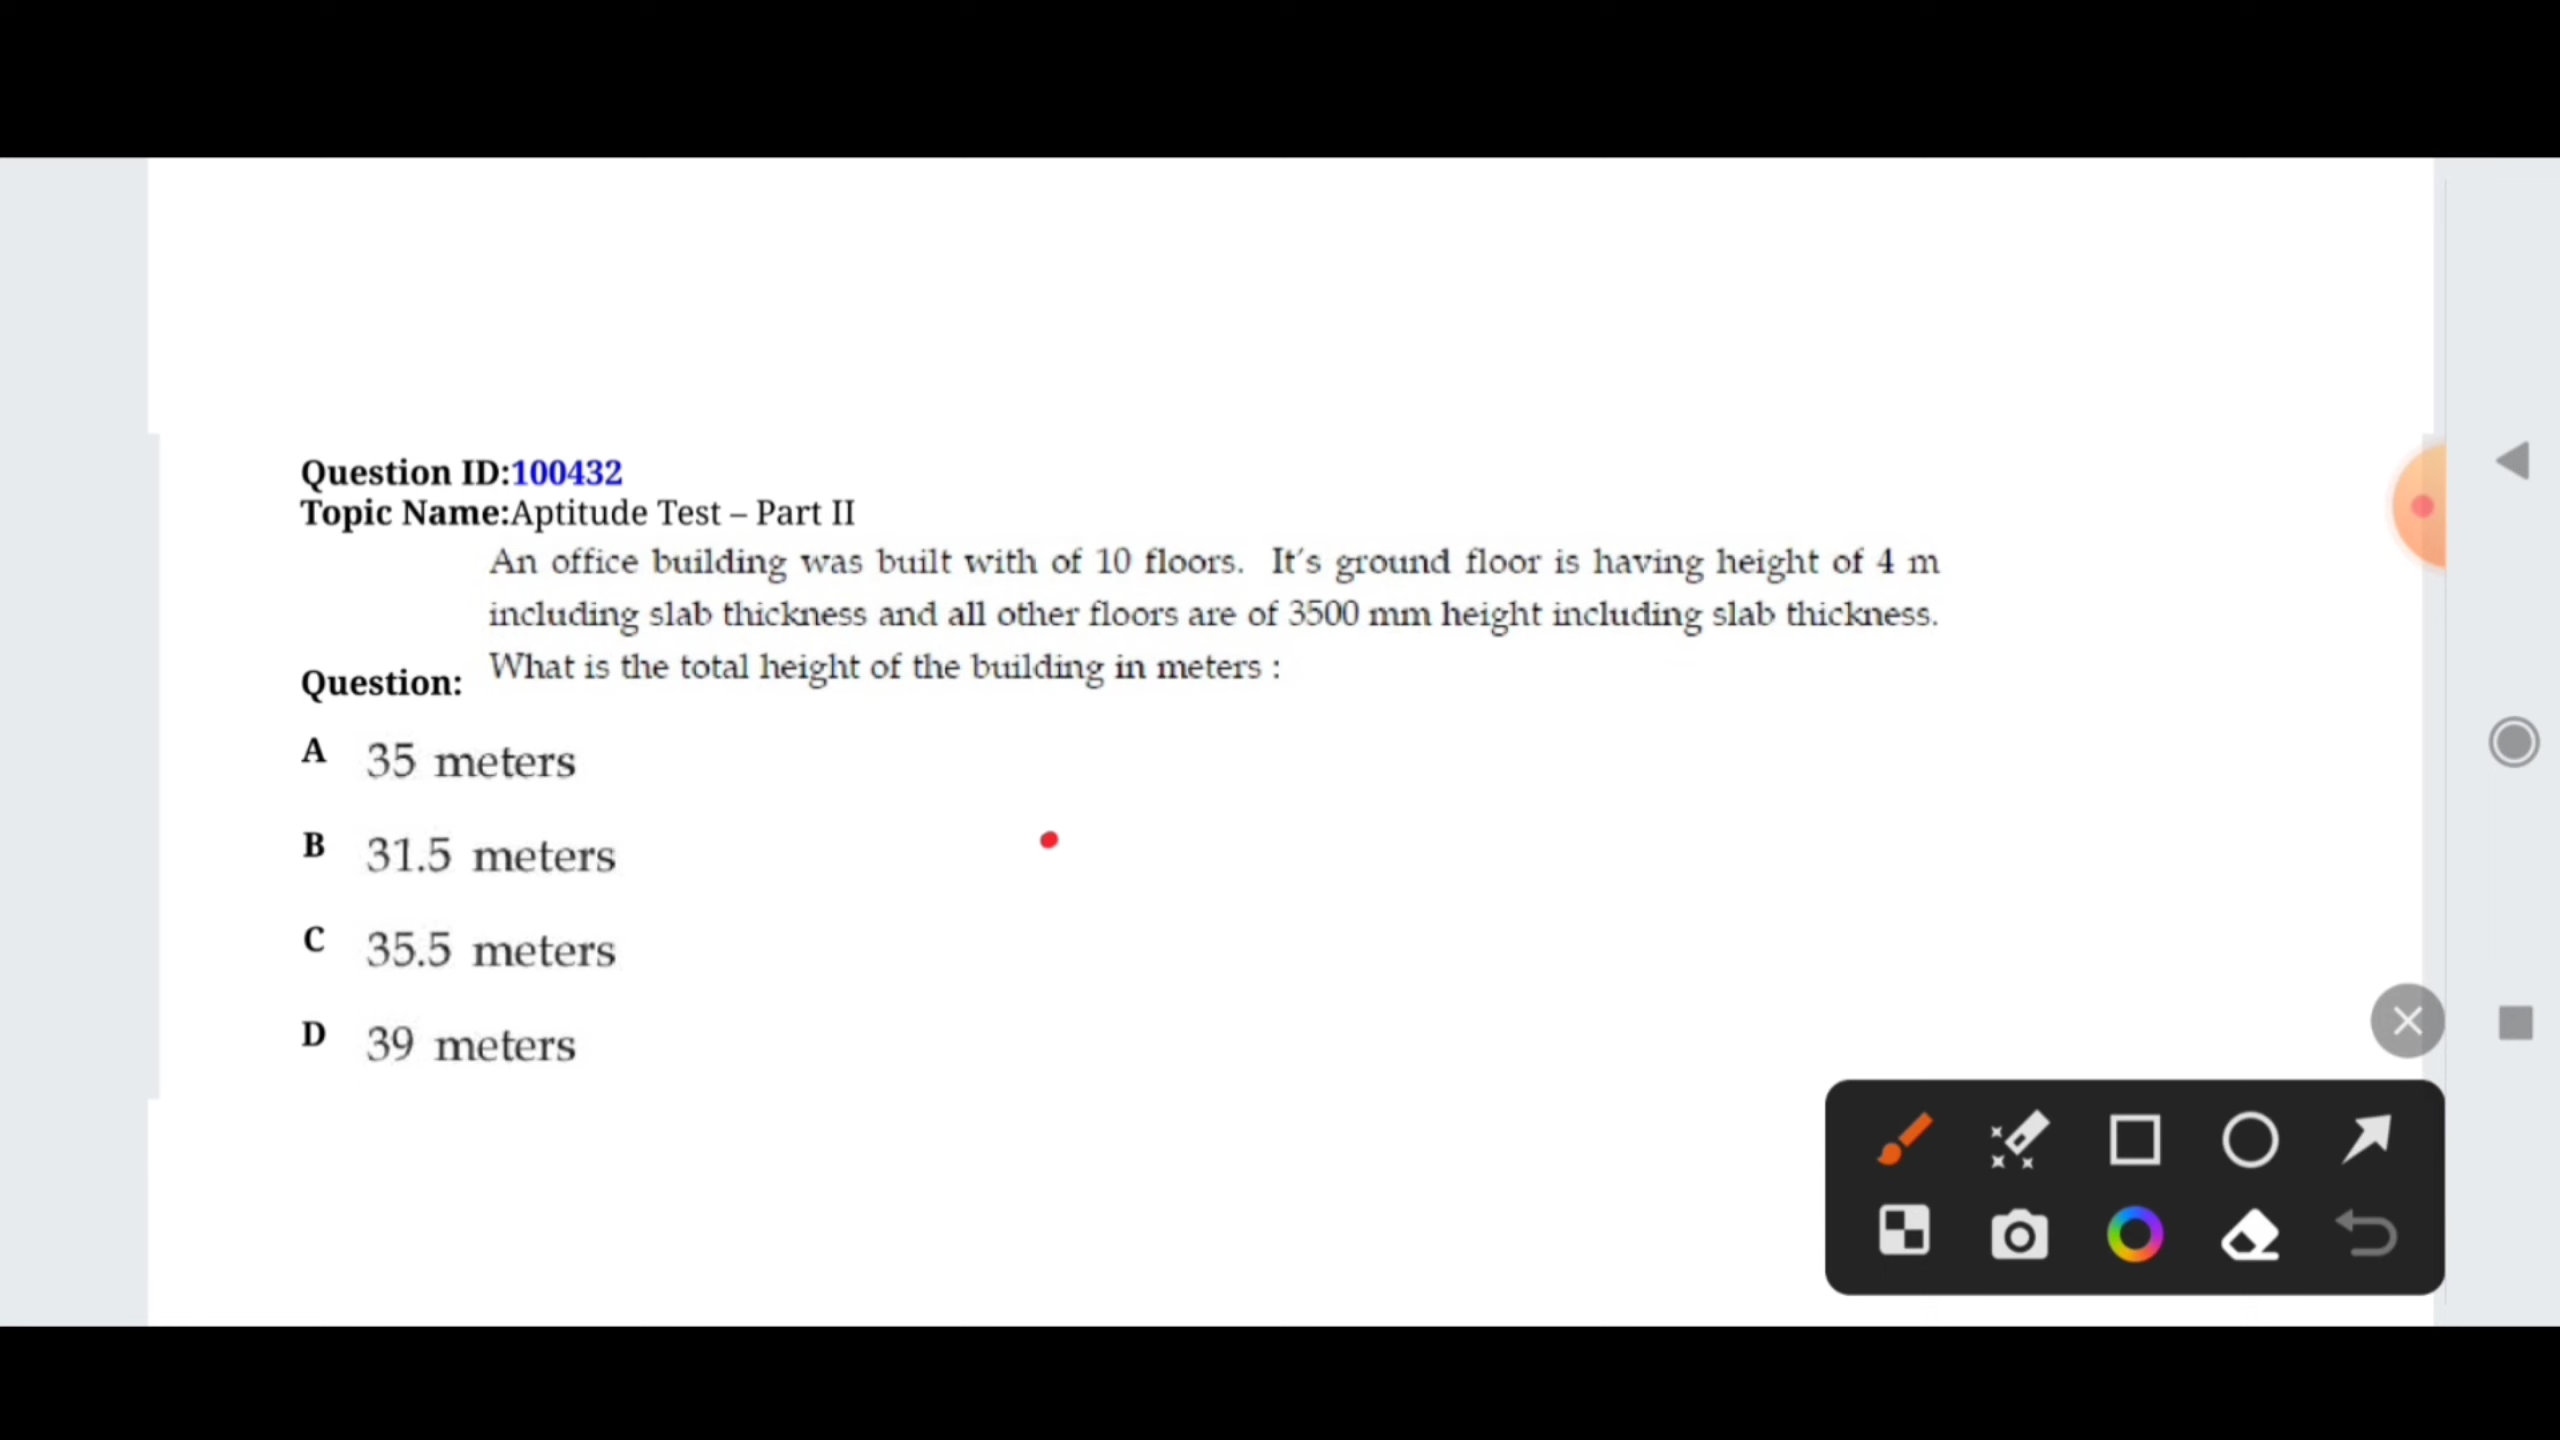 Question ID:100432
Topic Name:Aptitude Test – Part II
An office building was built with of 10 floors. It's ground floor is having height of 4 m
including slab thickness and all other floors are of 3500 mm height including slab thickness.
What is the total height of the building in meters :
Question:
A 35 meters
B 31.5 meters
C 35.5 meters
D 39 meters